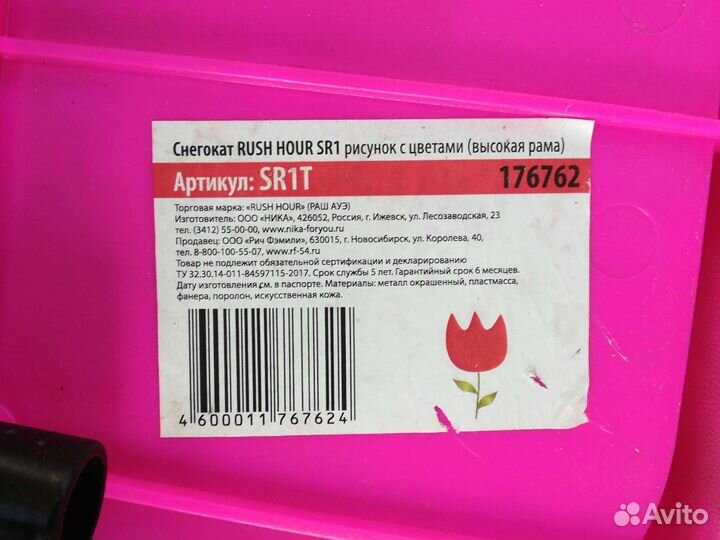 Снегокат RUSH HOUR SR1 рисунок с цветами (высокая рама)
Артикул: SR1T 176762
Торговая марка: «RUSH HOUR» (РАШ АУЭ)
Изготовитель: ООО «НИКА», 426052, Россия, г. Ижевск, ул. Лесозаводская, 23
тел. (3412) 55-00-00, www.nika-foryou.ru
Продавец: ООО «Рич Фэмили», 630015, г. Новосибирск, ул. Королева, 40,
тел. 8-800-100-55-07, www.rf-54.ru
Товар не подлежит обязательной сертификации и декларированию
ТУ 32.30.14-011-84597115-2017. Срок службы 5 лет. Гарантийный срок 6 месяцев.
Дату изготовления см. в паспорте. Материалы: металл окрашенный, пластмасса,
фанера, поролон, искусственная кожа.
4 600011 767624
Avito